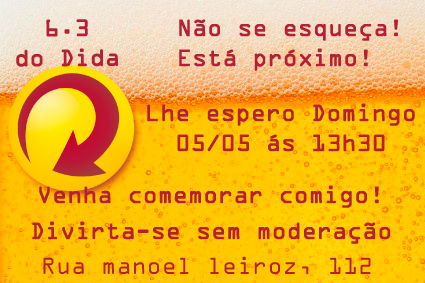 6.3
do Dida
Não se esqueça!
Está próximo!
Lhe espero Domingo
05/05 ás 13h30
Venha comemorar comigo!
Divirta-se sem moderação
Rua manoel leiroz, 112